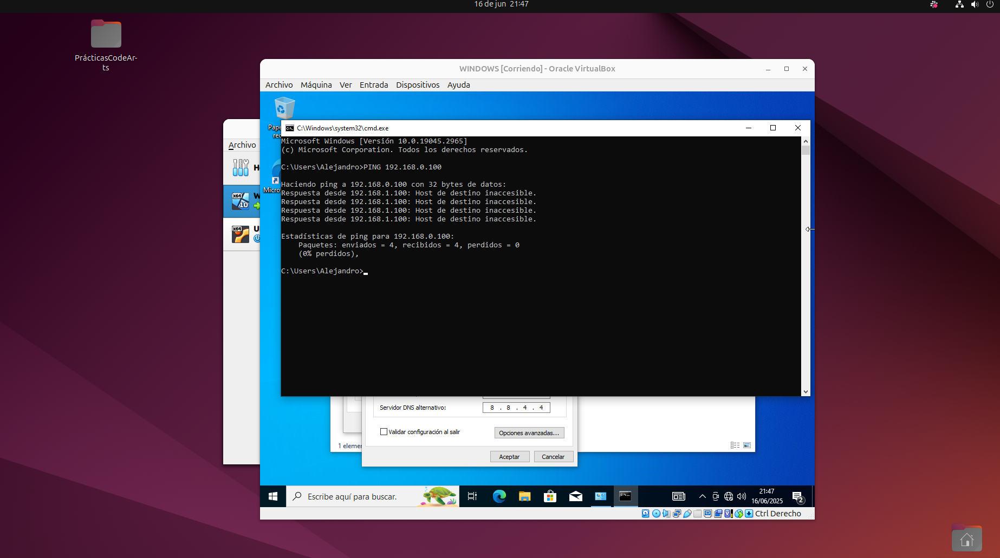 16 de jun 21:47
PrácticasCodeAr-
ts
WINDOWS [Corriendo] - Oracle VirtualBox
Archivo Máquina Ver Entrada Dispositivos Ayuda
Archivo
C:\Windows\system32\cmd.exe
Microsoft Windows [Versión 10.0.19045.2965]
(c) Microsoft Corporation. Todos los derechos reservados.
C:\Users\Alejandro>PING 192.168.0.100
Haciendo ping a 192.168.0.100 con 32 bytes de datos:
Respuesta desde 192.168.1.100: Host de destino inaccesible.
Respuesta desde 192.168.1.100: Host de destino inaccesible.
Respuesta desde 192.168.1.100: Host de destino inaccesible.
Respuesta desde 192.168.1.100: Host de destino inaccesible.
Estadísticas de ping para 192.168.0.100:
Paquetes: enviados = 4, recibidos = 4, perdidos = 0
(0% perdidos),
C:\Users\Alejandro>
Pape
rec
Micro
x64
10
x64
U
Servidor DNS alternativo:
8 . 8 . 4 . 4
Validar configuración al salir
Opciones avanzadas...
1 elemen
Aceptar
Cancelar
Escribe aquí para buscar.
21:47
16/06/2025
2
Ctrl Derecho